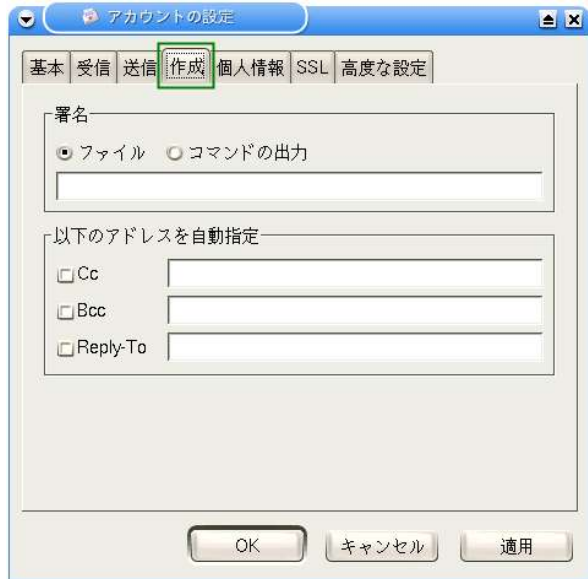 アカウントの設定
基本 受信 送信 作成 個人情報 SSL 高度な設定
署名
ファイル コマンドの出力
以下のアドレスを自動指定
Cc
Bcc
Reply-To
OK キャンセル 適用